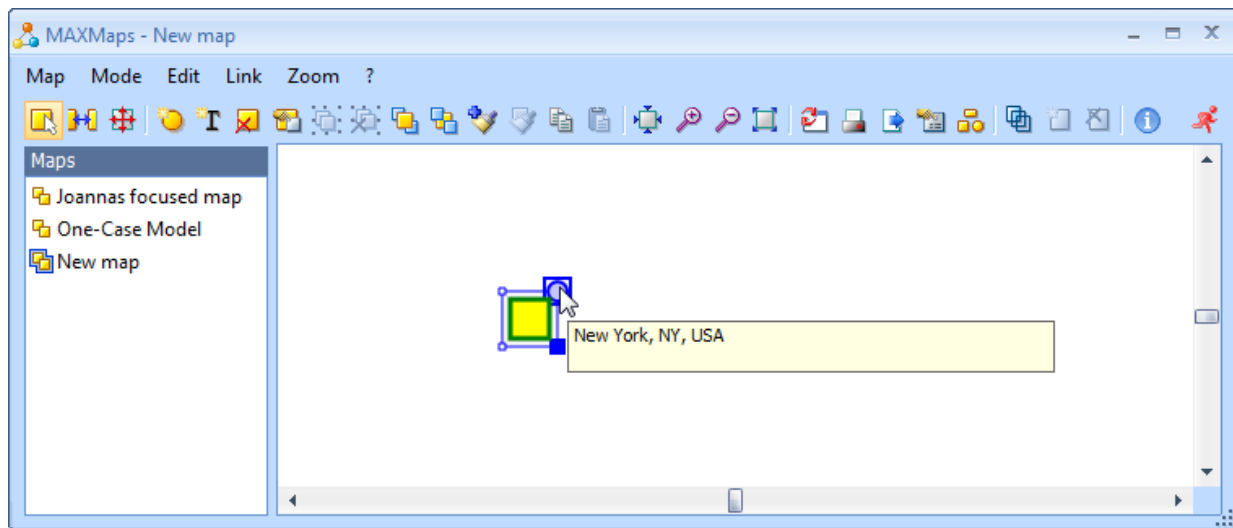 MAXMaps - New map
Map Mode Edit Link Zoom ?
T
Maps
Joannas focused map
One-Case Model
New map
New York, NY, USA